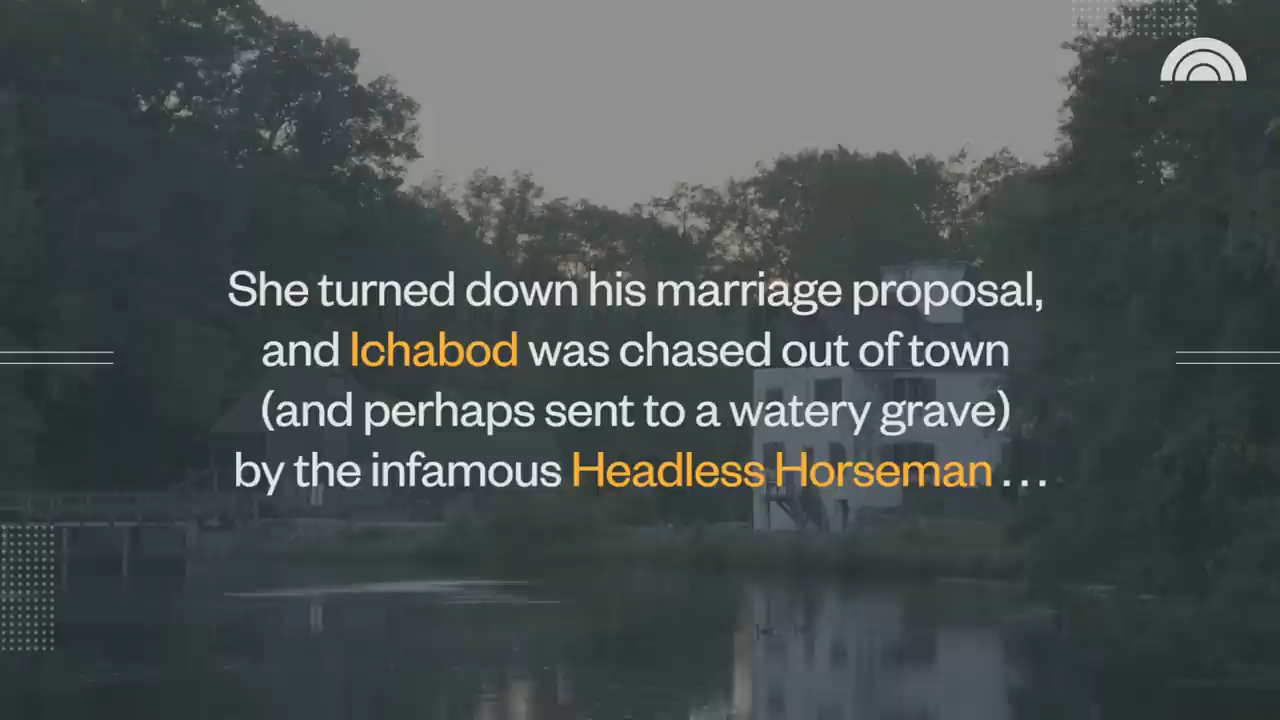 She turned down his marriage proposal,
and Ichabod was chased out of town
(and perhaps sent to a watery grave)
by the infamous Headless Horseman...